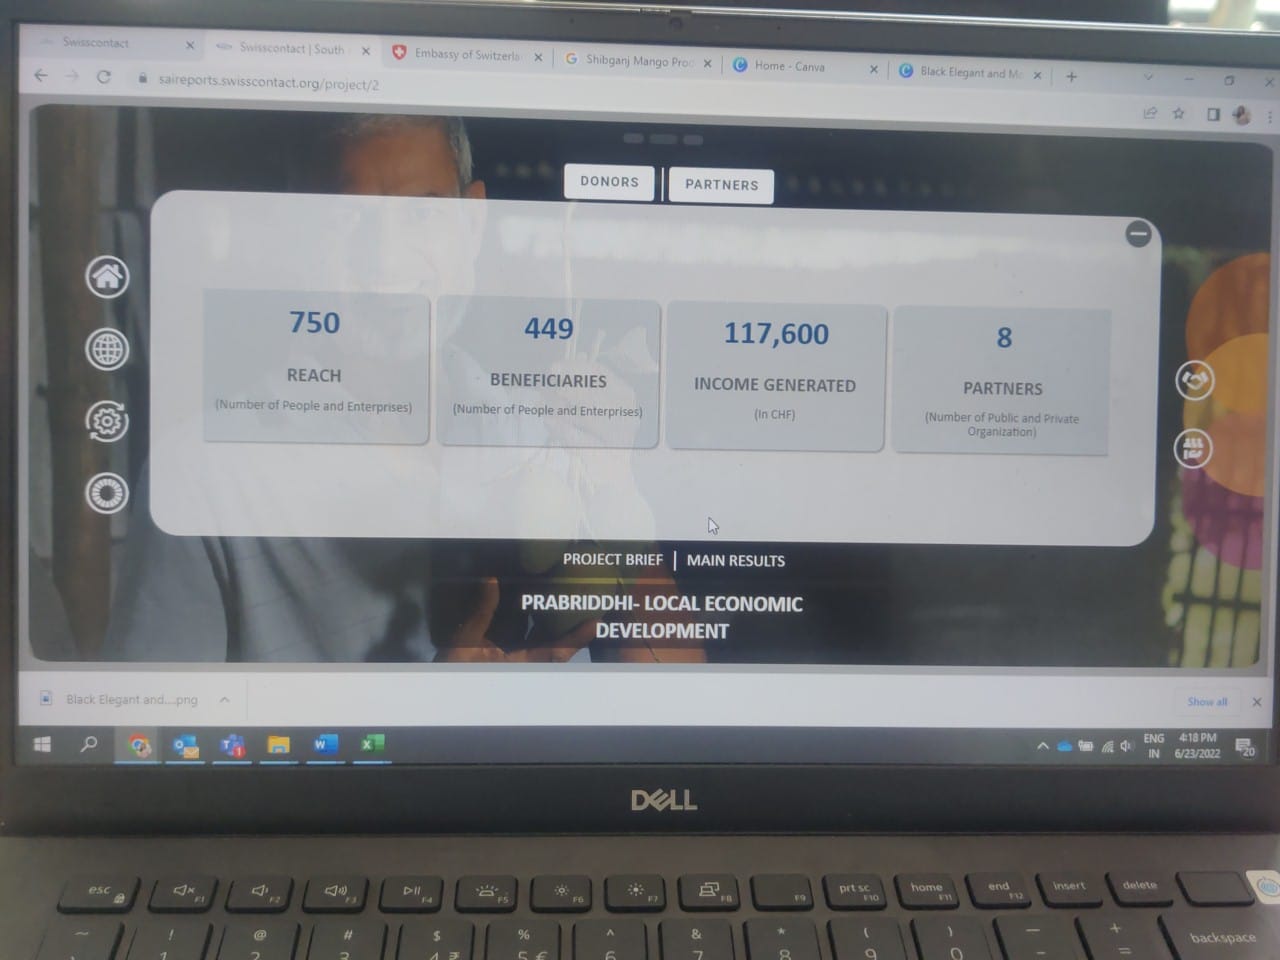 Swisscontact
Swisscontact | South
Embassy of Switzerla
Shibganj Mango Proc
Home - Canva
Black Elegant and Mo
saireports.swisscontact.org/project/2
DONORS | PARTNERS
750
REACH
(Number of People and Enterprises)
449
BENEFICIARIES
(Number of People and Enterprises)
117,600
INCOME GENERATED
(In CHF)
8
PARTNERS
(Number of Public and Private
Organization)
PROJECT BRIEF | MAIN RESULTS
PRABRIDDHI- LOCAL ECONOMIC
DEVELOPMENT
Black Elegant and....png
Show all
ENG
IN
4:18 PM
6/23/2022
20
DELL
esc
F1
F2
F3
F4
F5
F6
F7
F8
F9
prt sc
F10
home
F11
end
F12
insert
delete
~ ! @ # $ % ^ & * ( ) — +
1 2 3 4 ₹ 5 € 6 7 8 9 0 - =
backspace